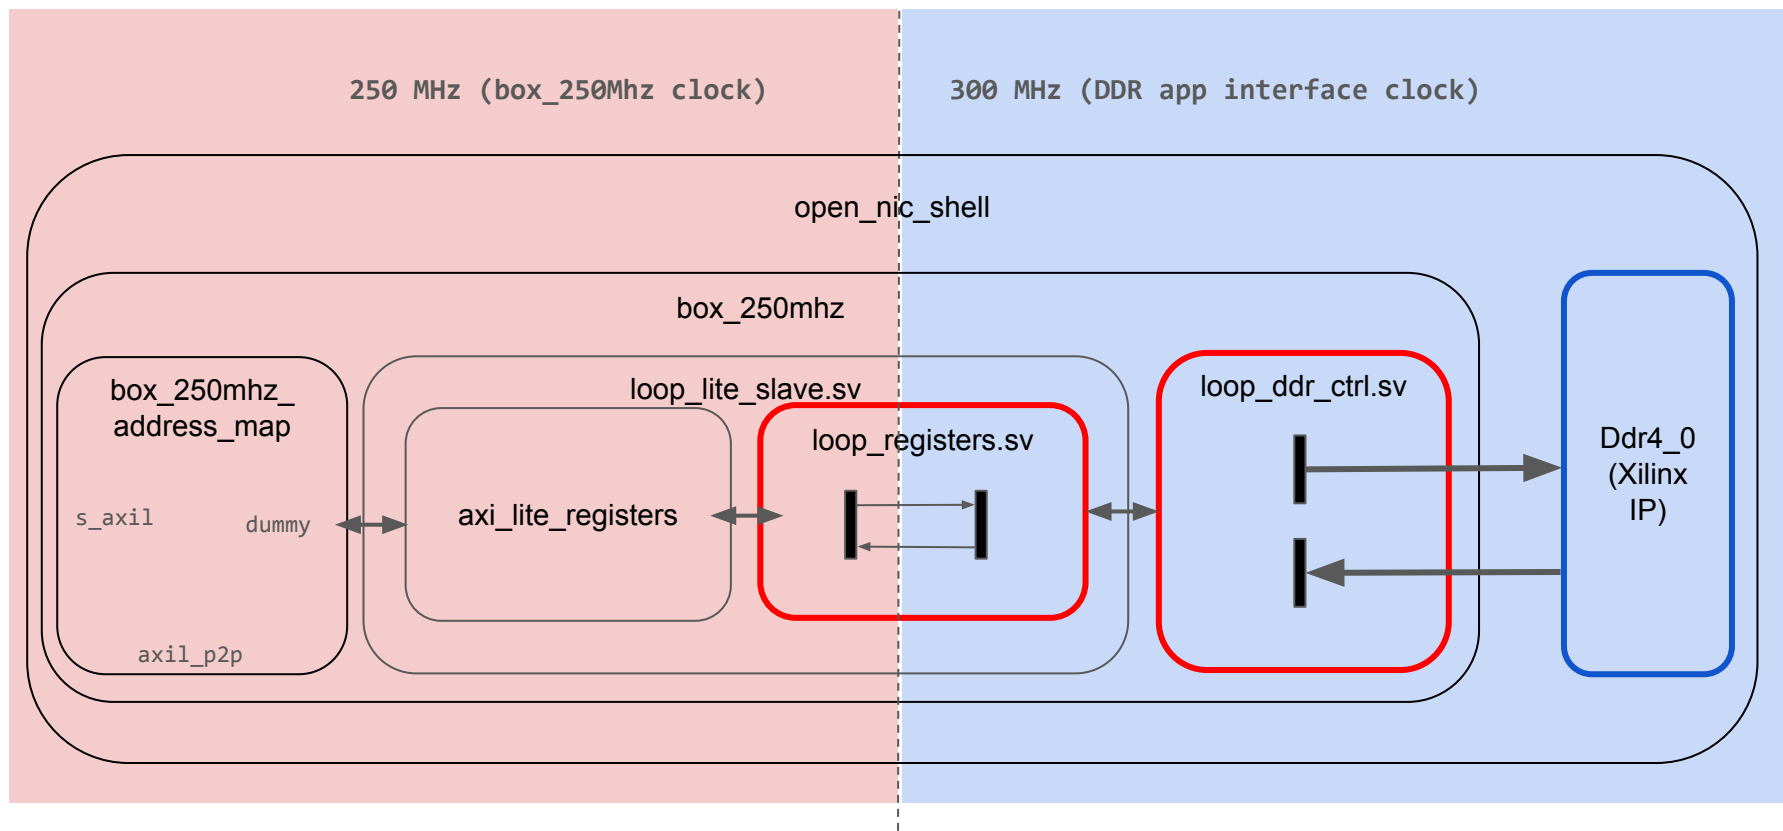 250 MHz (box_250Mhz clock)
300 MHz (DDR app interface clock)
open_nic_shell
box_250mhz
box_250mhz_
address_map
s_axil
dummy
axil_p2p
loop_lite_slave.sv
axi_lite_registers
loop_registers.sv
loop_ddr_ctrl.sv
Ddr4_0
(Xilinx
IP)